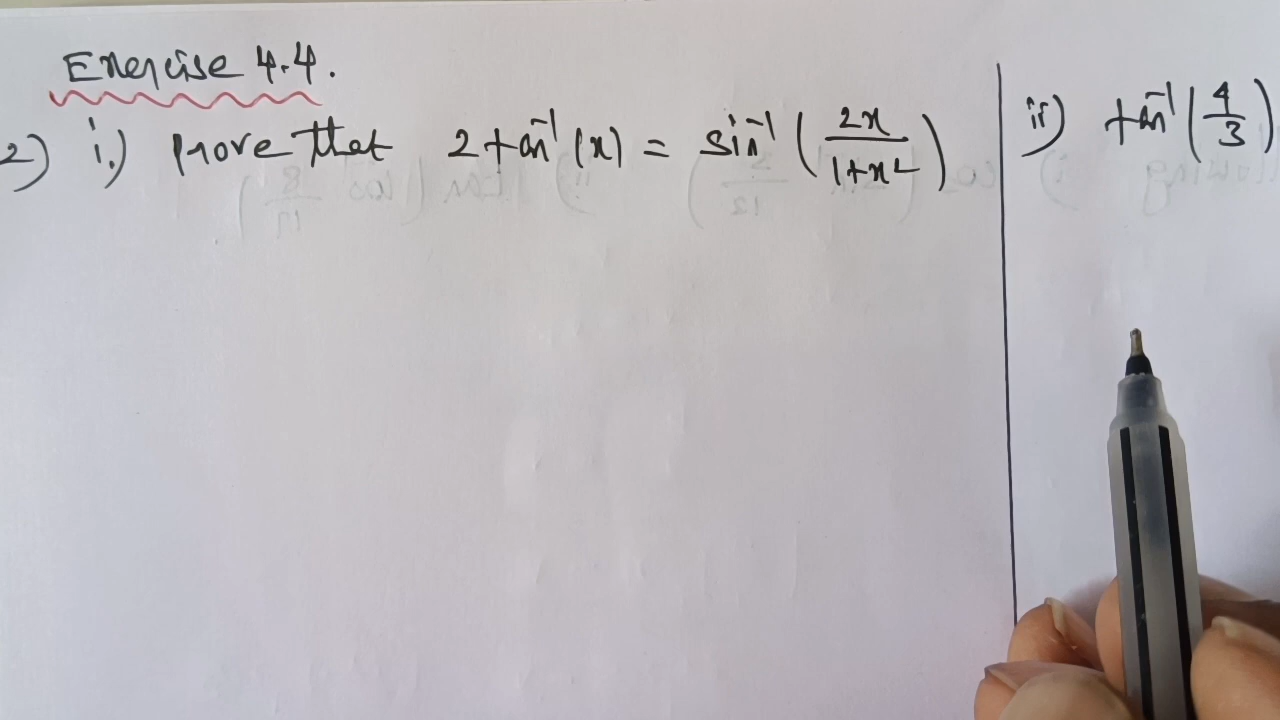 Exercise 4.4.
2) i.) Prove that 2tan⁻¹(x) = sin⁻¹(2x/1+x²)
ii) tan⁻¹(4/3)